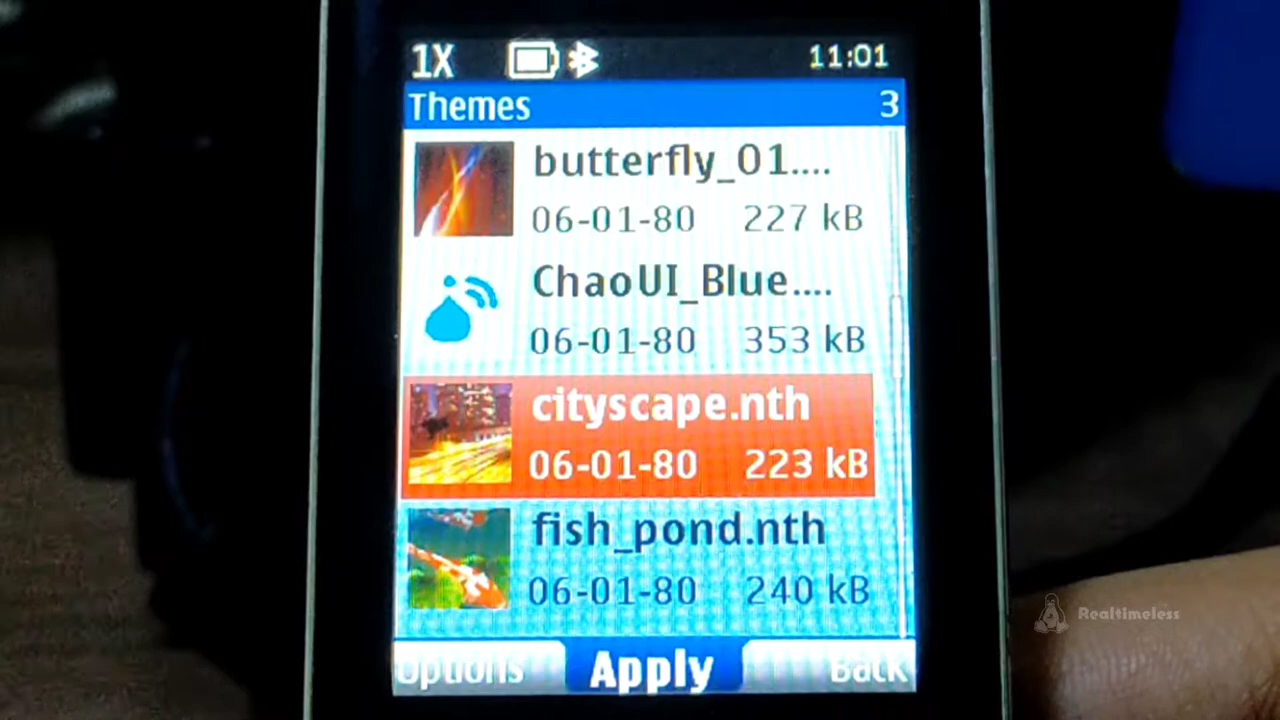 1X 11:01
Themes 3
butterfly_01....
06-01-80 227 kB
ChaoUI_Blue....
06-01-80 353 kB
cityscape.nth
06-01-80 223 kB
fish_pond.nth
06-01-80 240 kB
Realtimeless
Options Apply Back